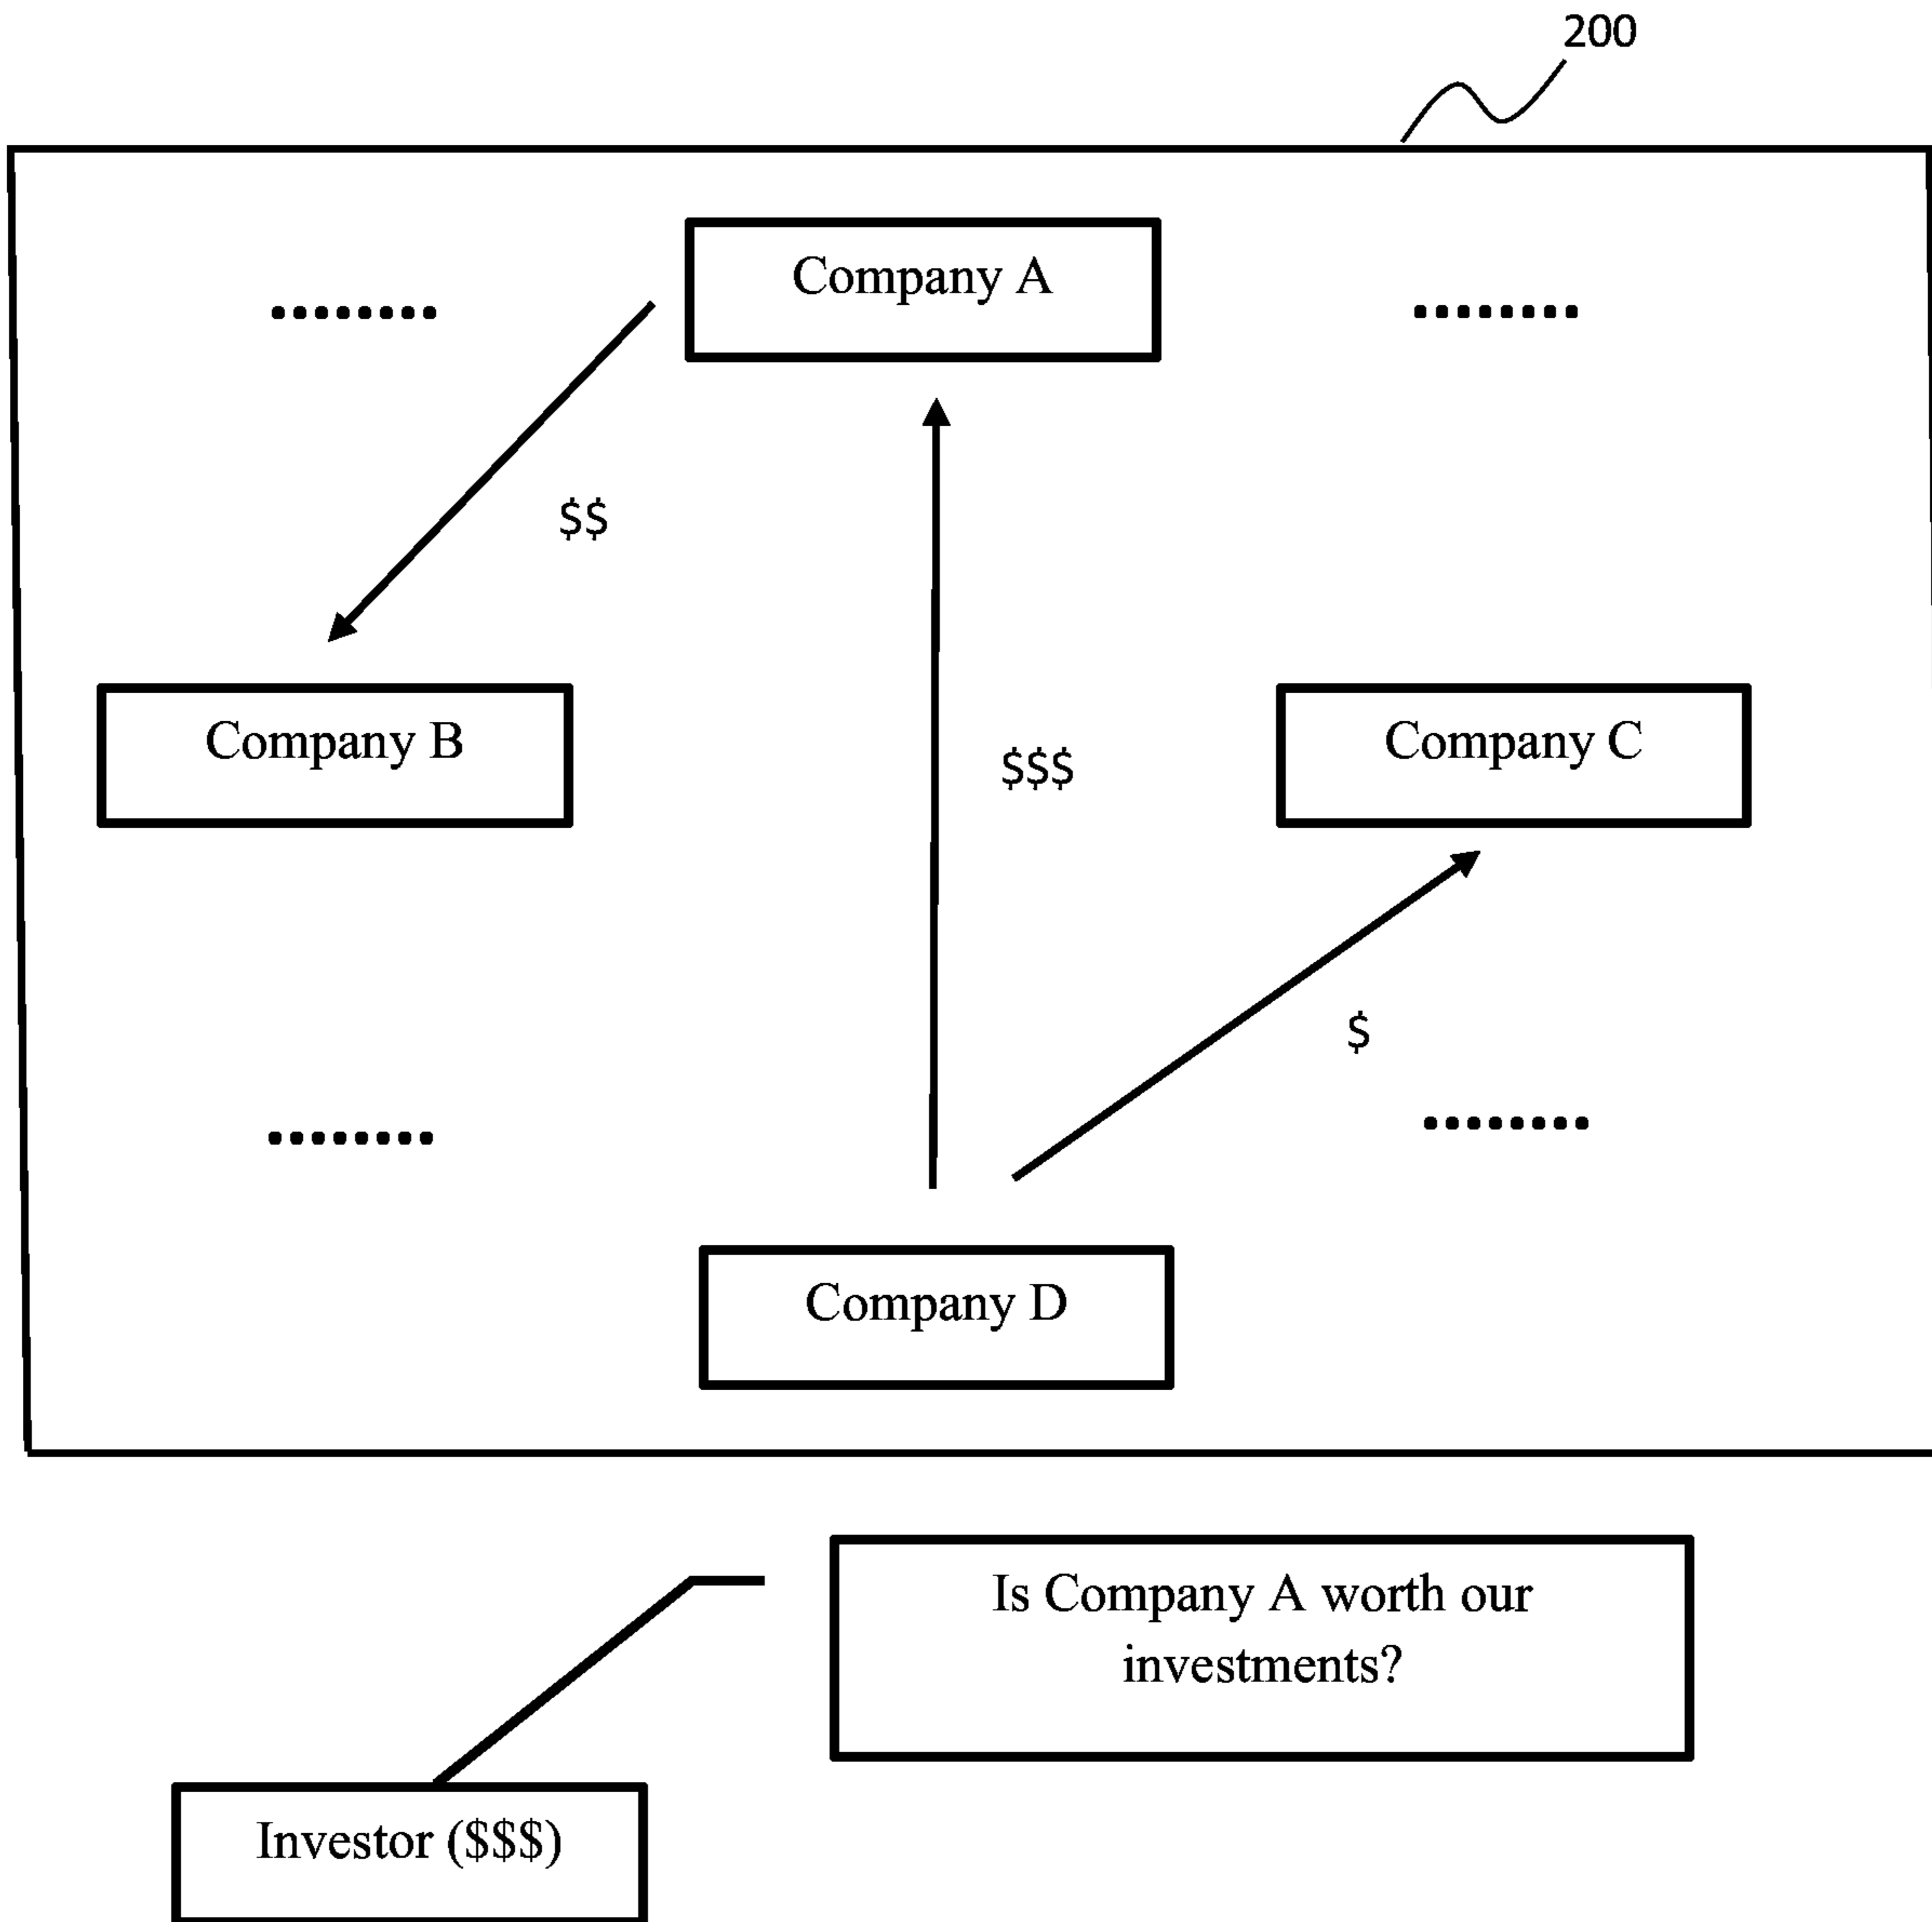 200
Company A
$$
Company B
$$$
Company C
$
Company D
Is Company A worth our
investments?
Investor ($$$)